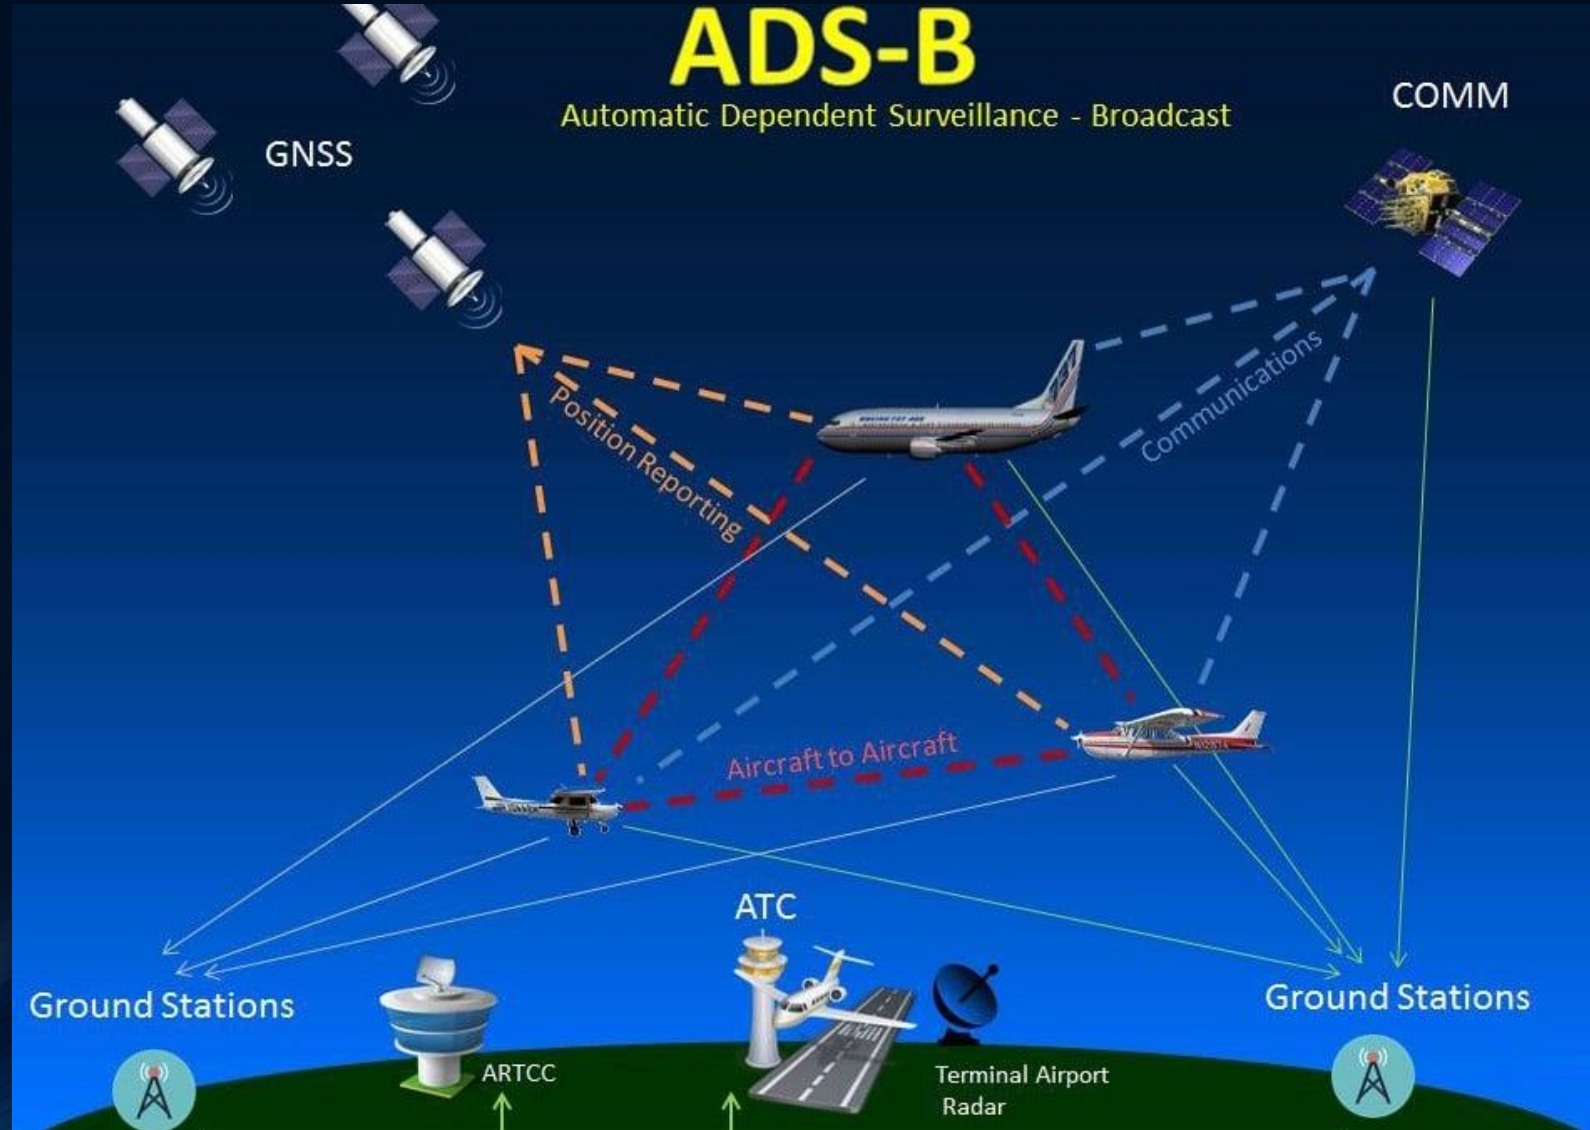 ADS-B
Automatic Dependent Surveillance - Broadcast
COMM
GNSS
Position Reporting
Communications
Aircraft to Aircraft
ATC
Ground Stations
Ground Stations
ARTCC
Terminal Airport
Radar